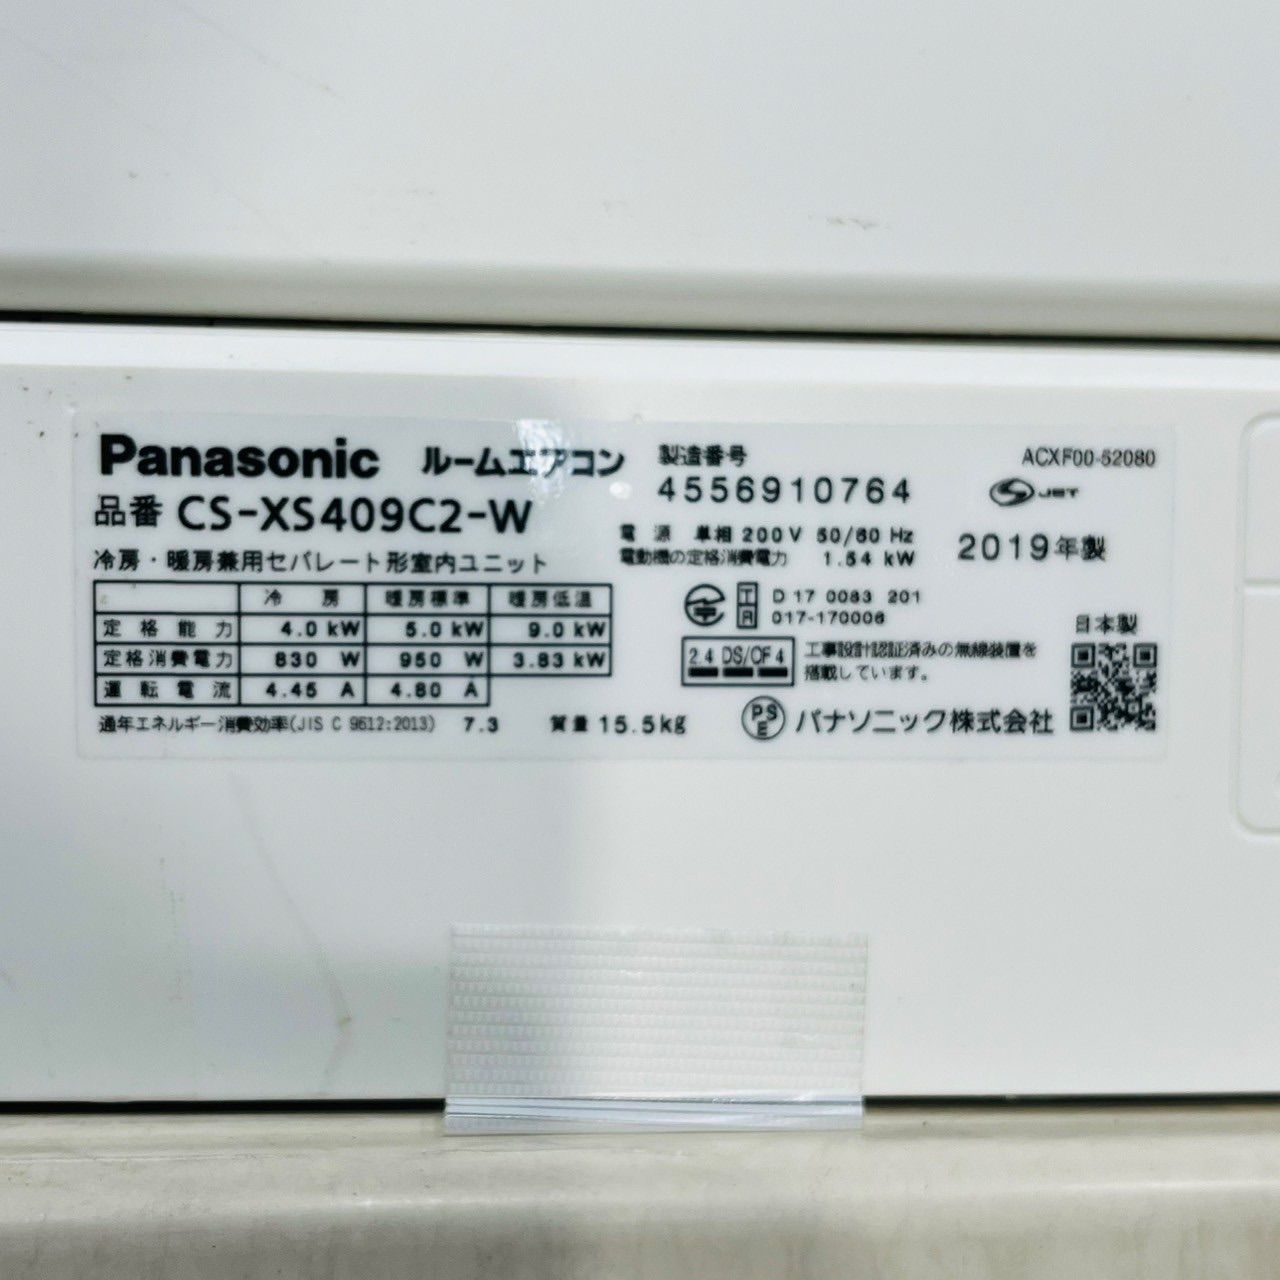 Panasonic ルームエアコン
品番 CS-XS409C2-W
冷房・暖房兼用セパレート形室内ユニット
冷房 暖房標準 暖房低温
定格能力 4.0 kW 5.0 kW 9.0 kW
定格消費電力 830 W 950 W 3.83 kW
運転電流 4.45 A 4.80 A
通年エネルギー消費効率(JIS C 9612:2013) 7.3 質量 15.5kg
製造番号
4556910764
電源 単相 200 V 50/60 Hz
電動機の定格消費電力 1.54 kW
ACXF00-52080
JET
2019年製
T D 17 0083 201
R 017-170006
2.4 DS/OF 4
工事設計認証済みの無線装置を
搭載しています。
日本製
PSE パナソニック株式会社